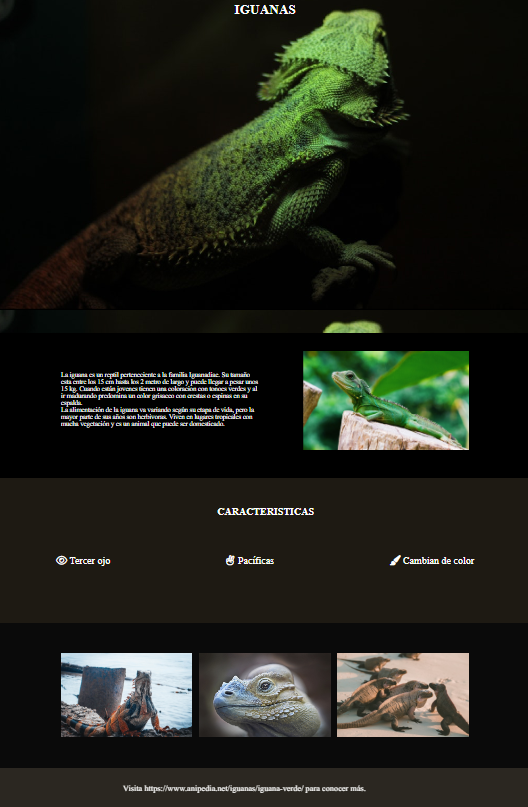 IGUANAS
La iguana es un reptil perteneciente a la familia Iguanadiae. Su tamaño
esta entre los 15 cm hasta los 2 metro de largo y puede llegar a pesar unos
15 kg. Cuando están jovenes tienen una coloracion con tonoes verdes y al
ir madurando predomina un color grisaceo con crestas o espinas en su
espalda.
La alimentación de la iguana va variando según su etapa de vida, pero la
mayor parte de sus años son herbivoras. Viven en lugares tropicales con
mucha vegetación y es un animal que puede ser domesticado.
CARACTERISTICAS
Tercer ojo
Pacíficas
Cambian de color
Visita https://www.anipedia.net/iguanas/iguana-verde/ para conocer más.